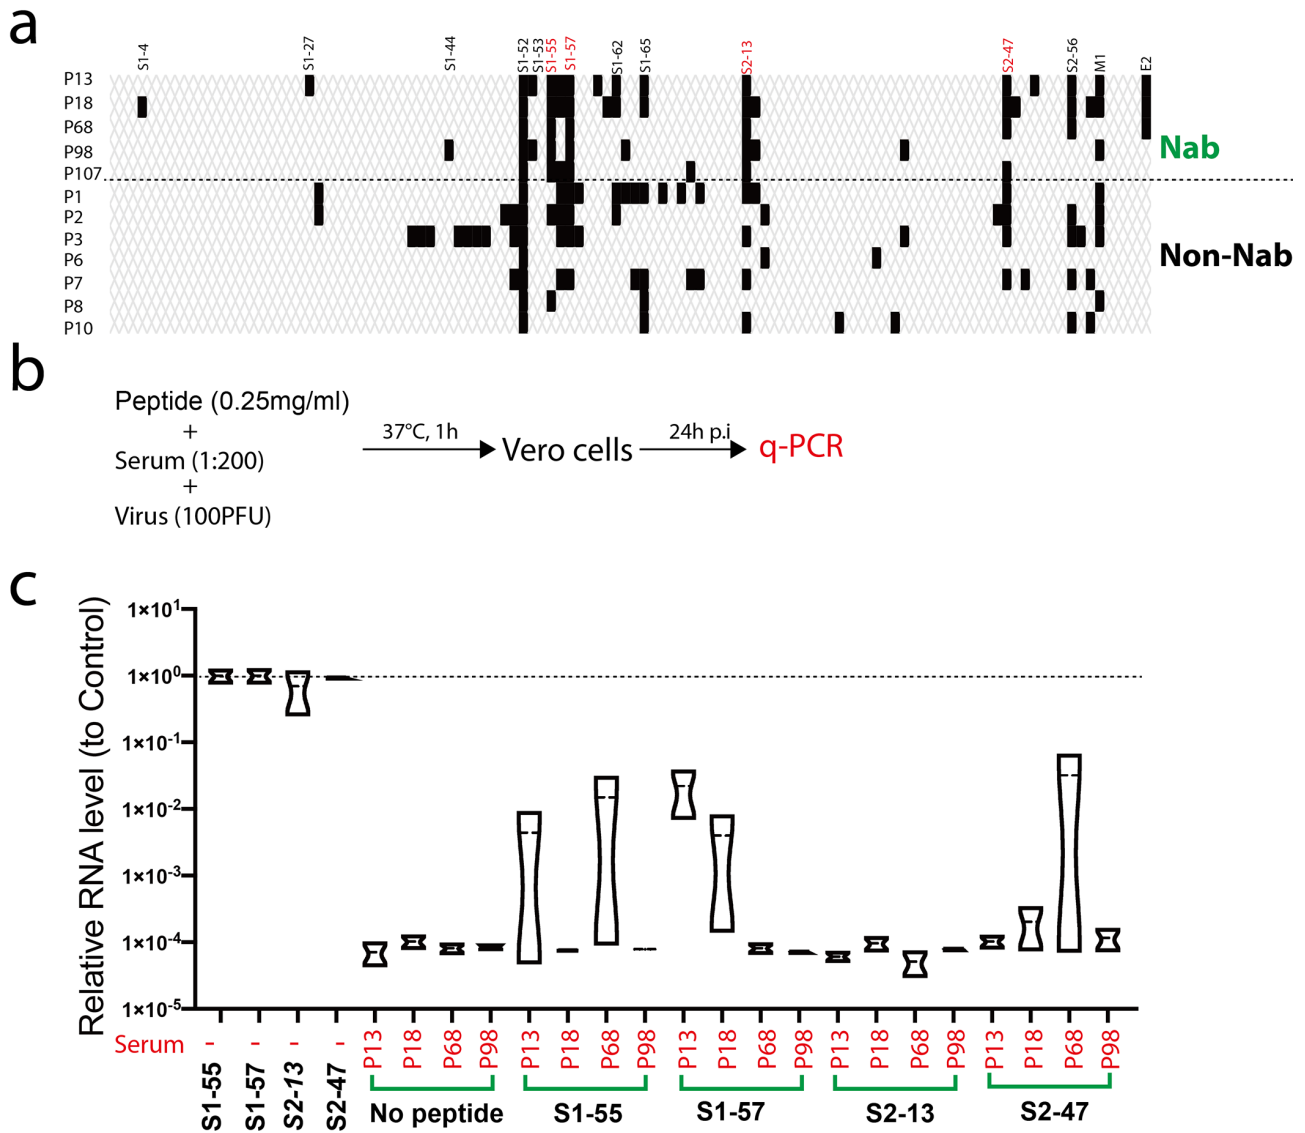 a
S1-4 S1-27 S1-44 S1-52 S1-53 S1-55 S1-57 S1-62 S1-65 S2-13 S2-47 S2-56 M1 E2
P13
P18
P68
P98
P107
P1
P2
P3
P6
P7
P8
P10
Nab
Non-Nab
b
Peptide (0.25mg/ml)
+
Serum (1:200)
+
Virus (100PFU)
37°C, 1h
Vero cells
24h p.i
q-PCR
c
Relative RNA level (to Control)
1×10¹
1×10⁰
1×10⁻¹
1×10⁻²
1×10⁻³
1×10⁻⁴
1×10⁻⁵
Serum - - - - P13 P18 P68 P98 P13 P18 P68 P98 P13 P18 P68 P98 P13 P18 P68 P98 P13 P18 P68 P98
S1-55 S1-57 S2-13 S2-47 No peptide S1-55 S1-57 S2-13 S2-47